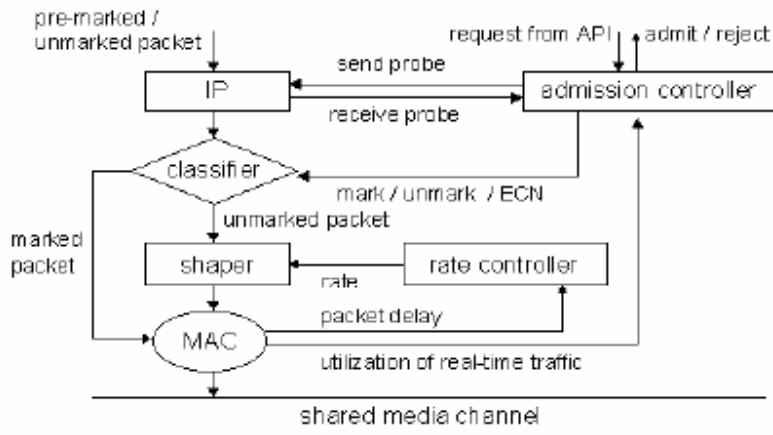 pre-marked /
unmarked packet
request from API
admit / reject
send probe
IP
admission controller
receive probe
classifier
mark / unmark / ECN
unmarked packet
marked
packet
shaper
rate controller
rate
packet delay
MAC
utilization of real-time traffic
shared media channel